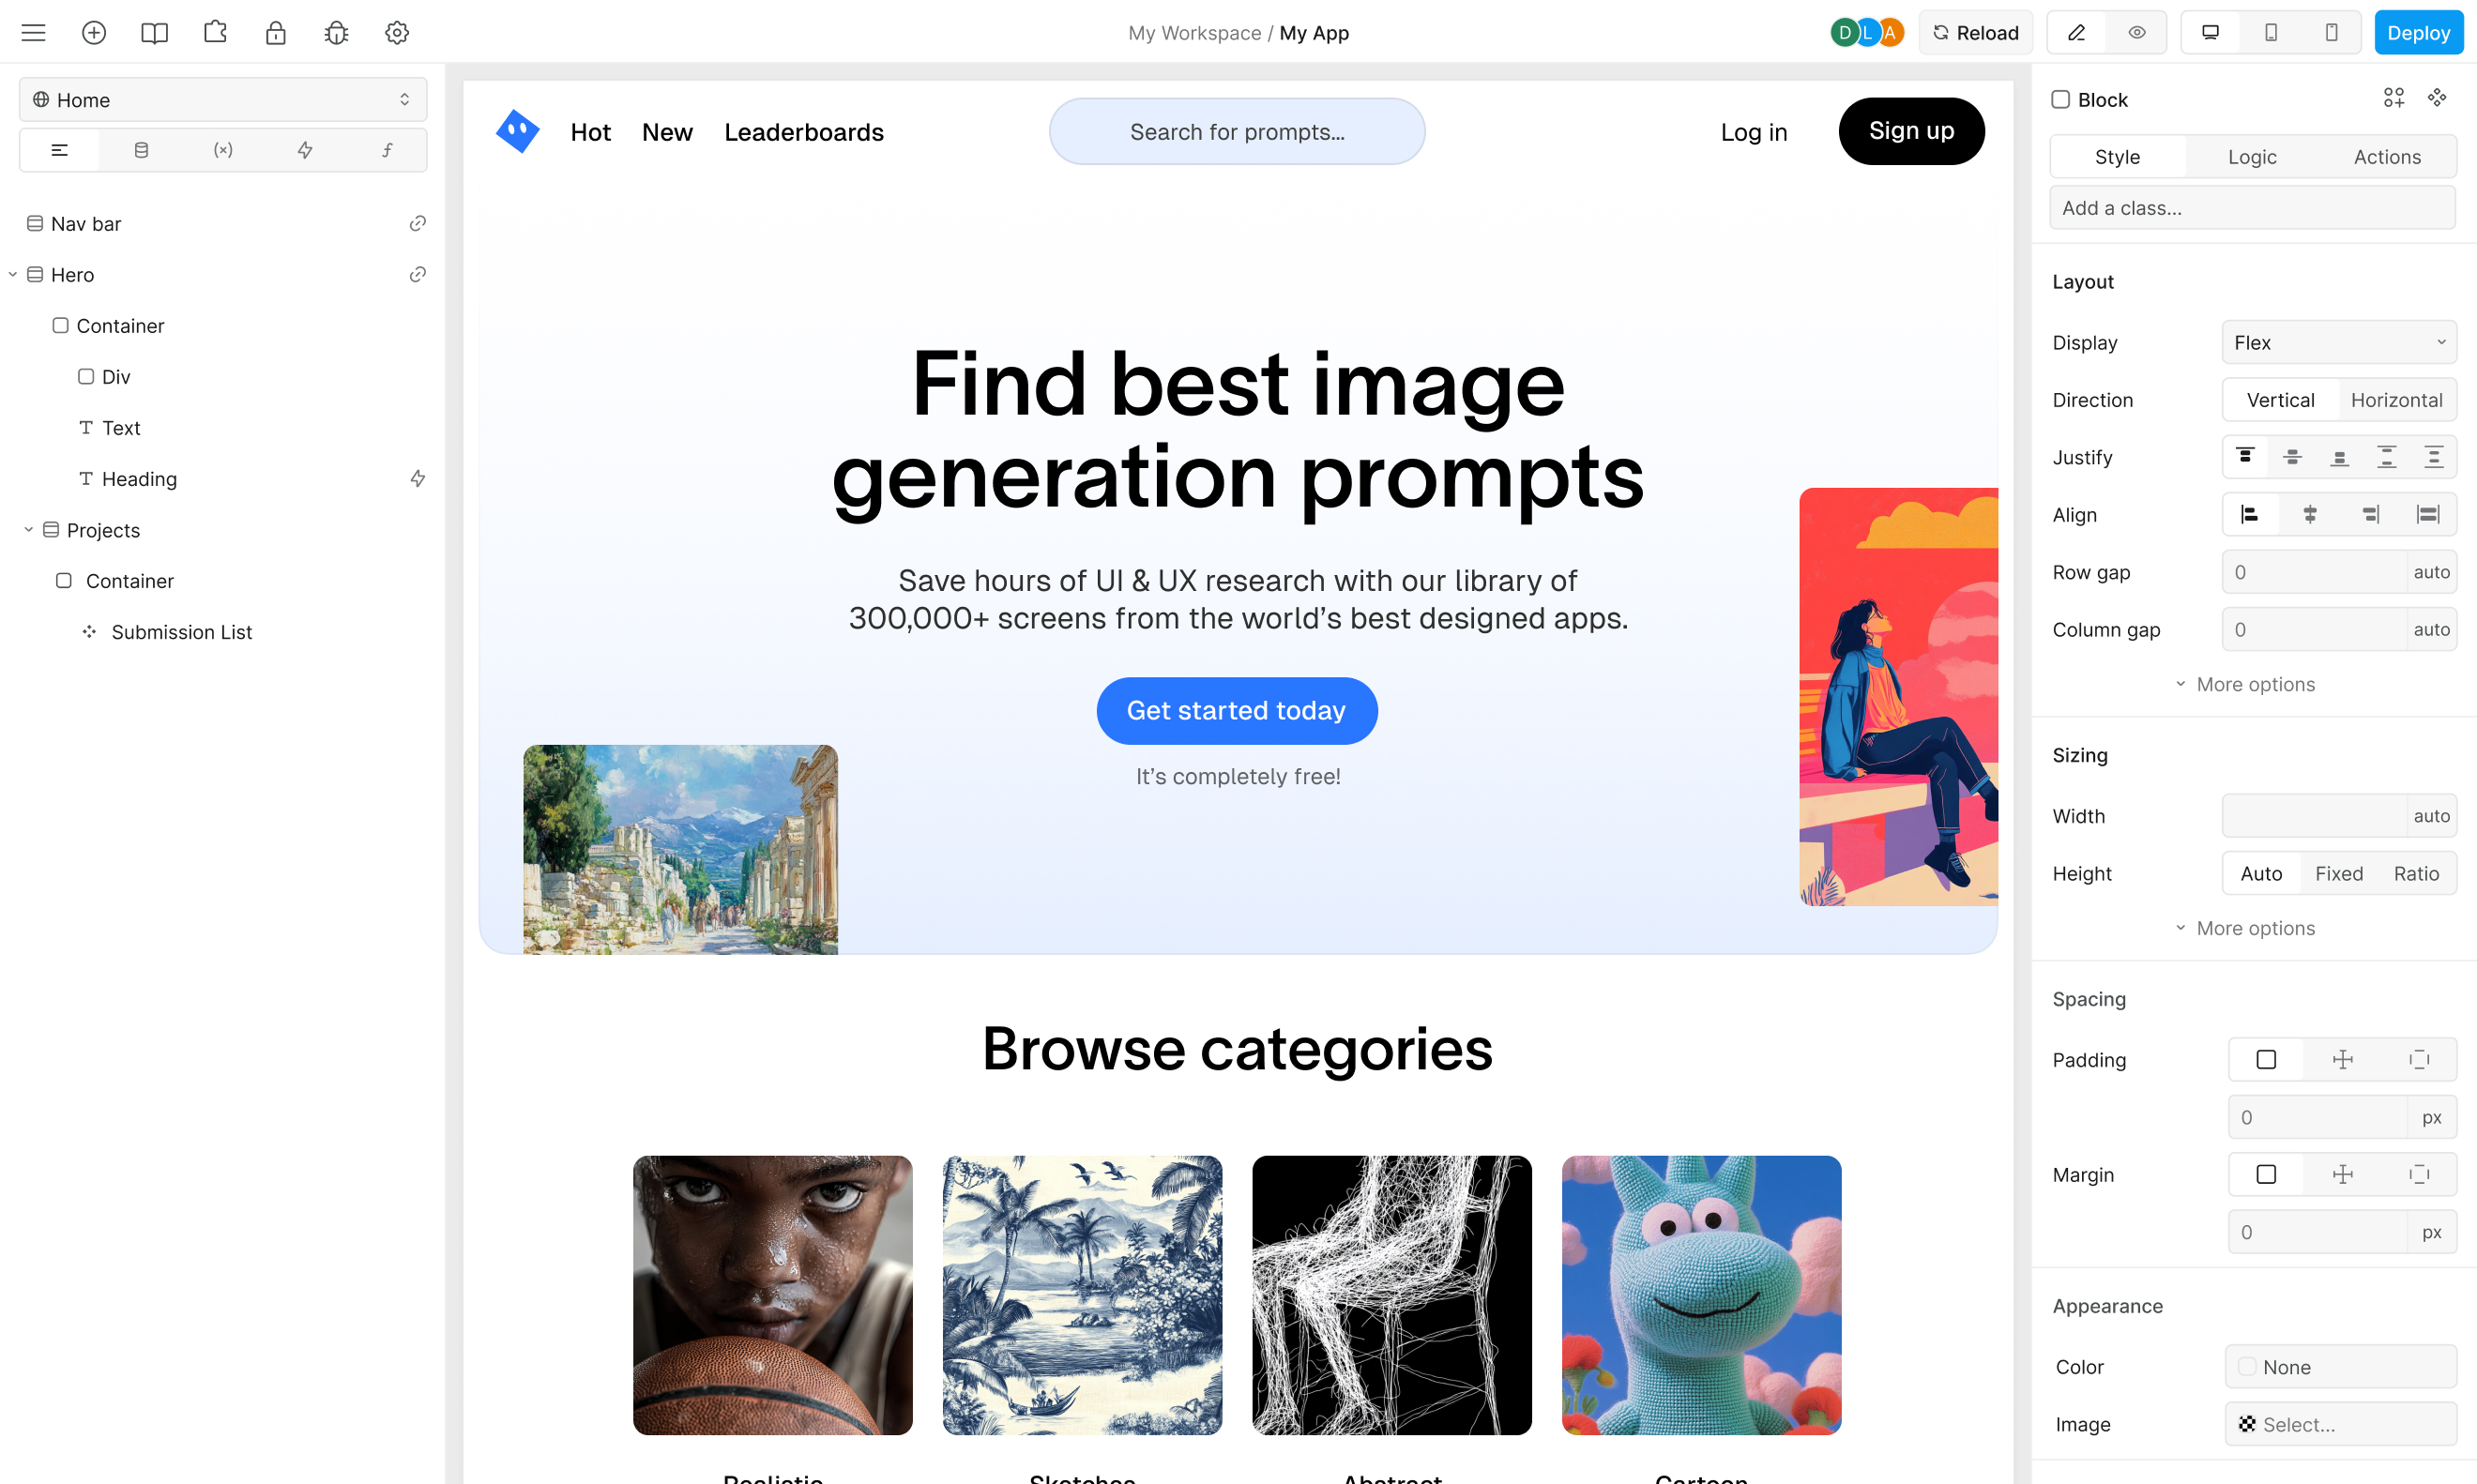 My Workspace / My App
D L A
Reload
Deploy
Home
Nav bar
Hero
Container
Div
Text
Heading
Projects
Container
Submission List
Hot New Leaderboards
Search for prompts...
Log in
Sign up
Find best image
generation prompts
Save hours of UI & UX research with our library of
300,000+ screens from the world’s best designed apps.
Get started today
It’s completely free!
Browse categories
Realistic
Sketches
Abstract
Cartoon
Block
Style Logic Actions
Add a class...
Layout
Display Flex
Direction Vertical Horizontal
Justify
Align
Row gap 0 auto
Column gap 0 auto
More options
Sizing
Width auto
Height Auto Fixed Ratio
More options
Spacing
Padding
0 px
Margin
0 px
Appearance
Color None
Image Select...